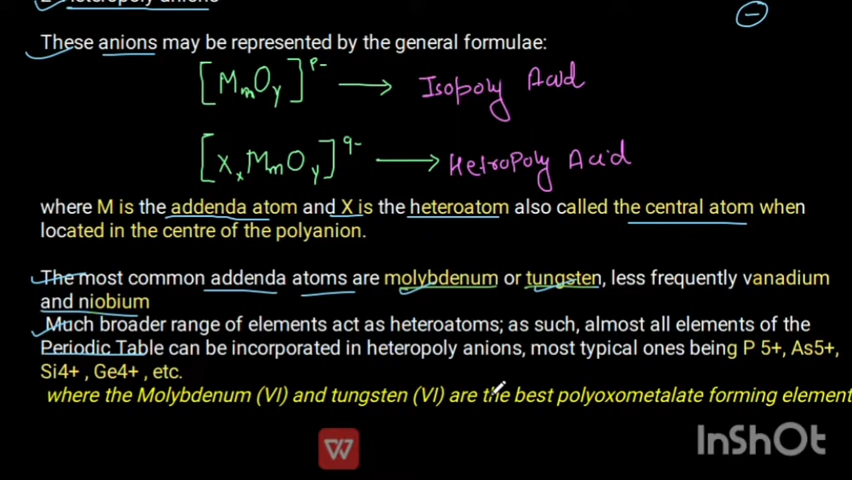 2 Heteropoly anions
These anions may be represented by the general formulae:
[MmOy]p- → Isopoly Acid
[XxMmOy]q- → HetroPoly Acid
where M is the addenda atom and X is the heteroatom also called the central atom when
located in the centre of the polyanion.
The most common addenda atoms are molybdenum or tungsten, less frequently vanadium
and niobium
Much broader range of elements act as heteroatoms; as such, almost all elements of the
Periodic Table can be incorporated in heteropoly anions, most typical ones being P 5+, As5+,
Si4+ , Ge4+ , etc.
where the Molybdenum (VI) and tungsten (VI) are the best polyoxometalate forming element
W
InShOt